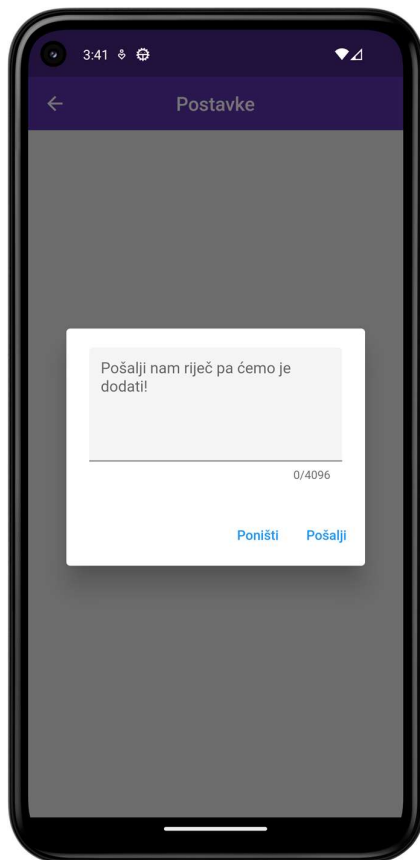 3:41
Postavke
Pošalji nam riječ pa ćemo je
dodati!
0/4096
Poništi Pošalji